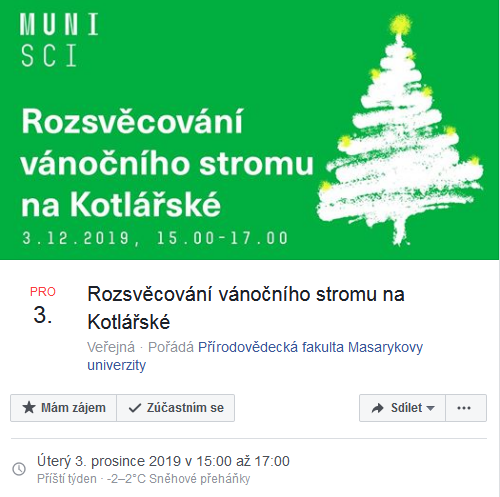 MUNI
SCI
Rozsvěcování
vánočního stromu
na Kotlářské
3.12.2019, 15.00-17.00
PRO
3.
Rozsvěcování vánočního stromu na
Kotlářské
Veřejná · Pořádá Přírodovědecká fakulta Masarykovy
univerzity
Mám zájem
Zúčastním se
Sdílet
Úterý 3. prosince 2019 v 15:00 až 17:00
Příští týden · -2–2°C Sněhové přeháňky